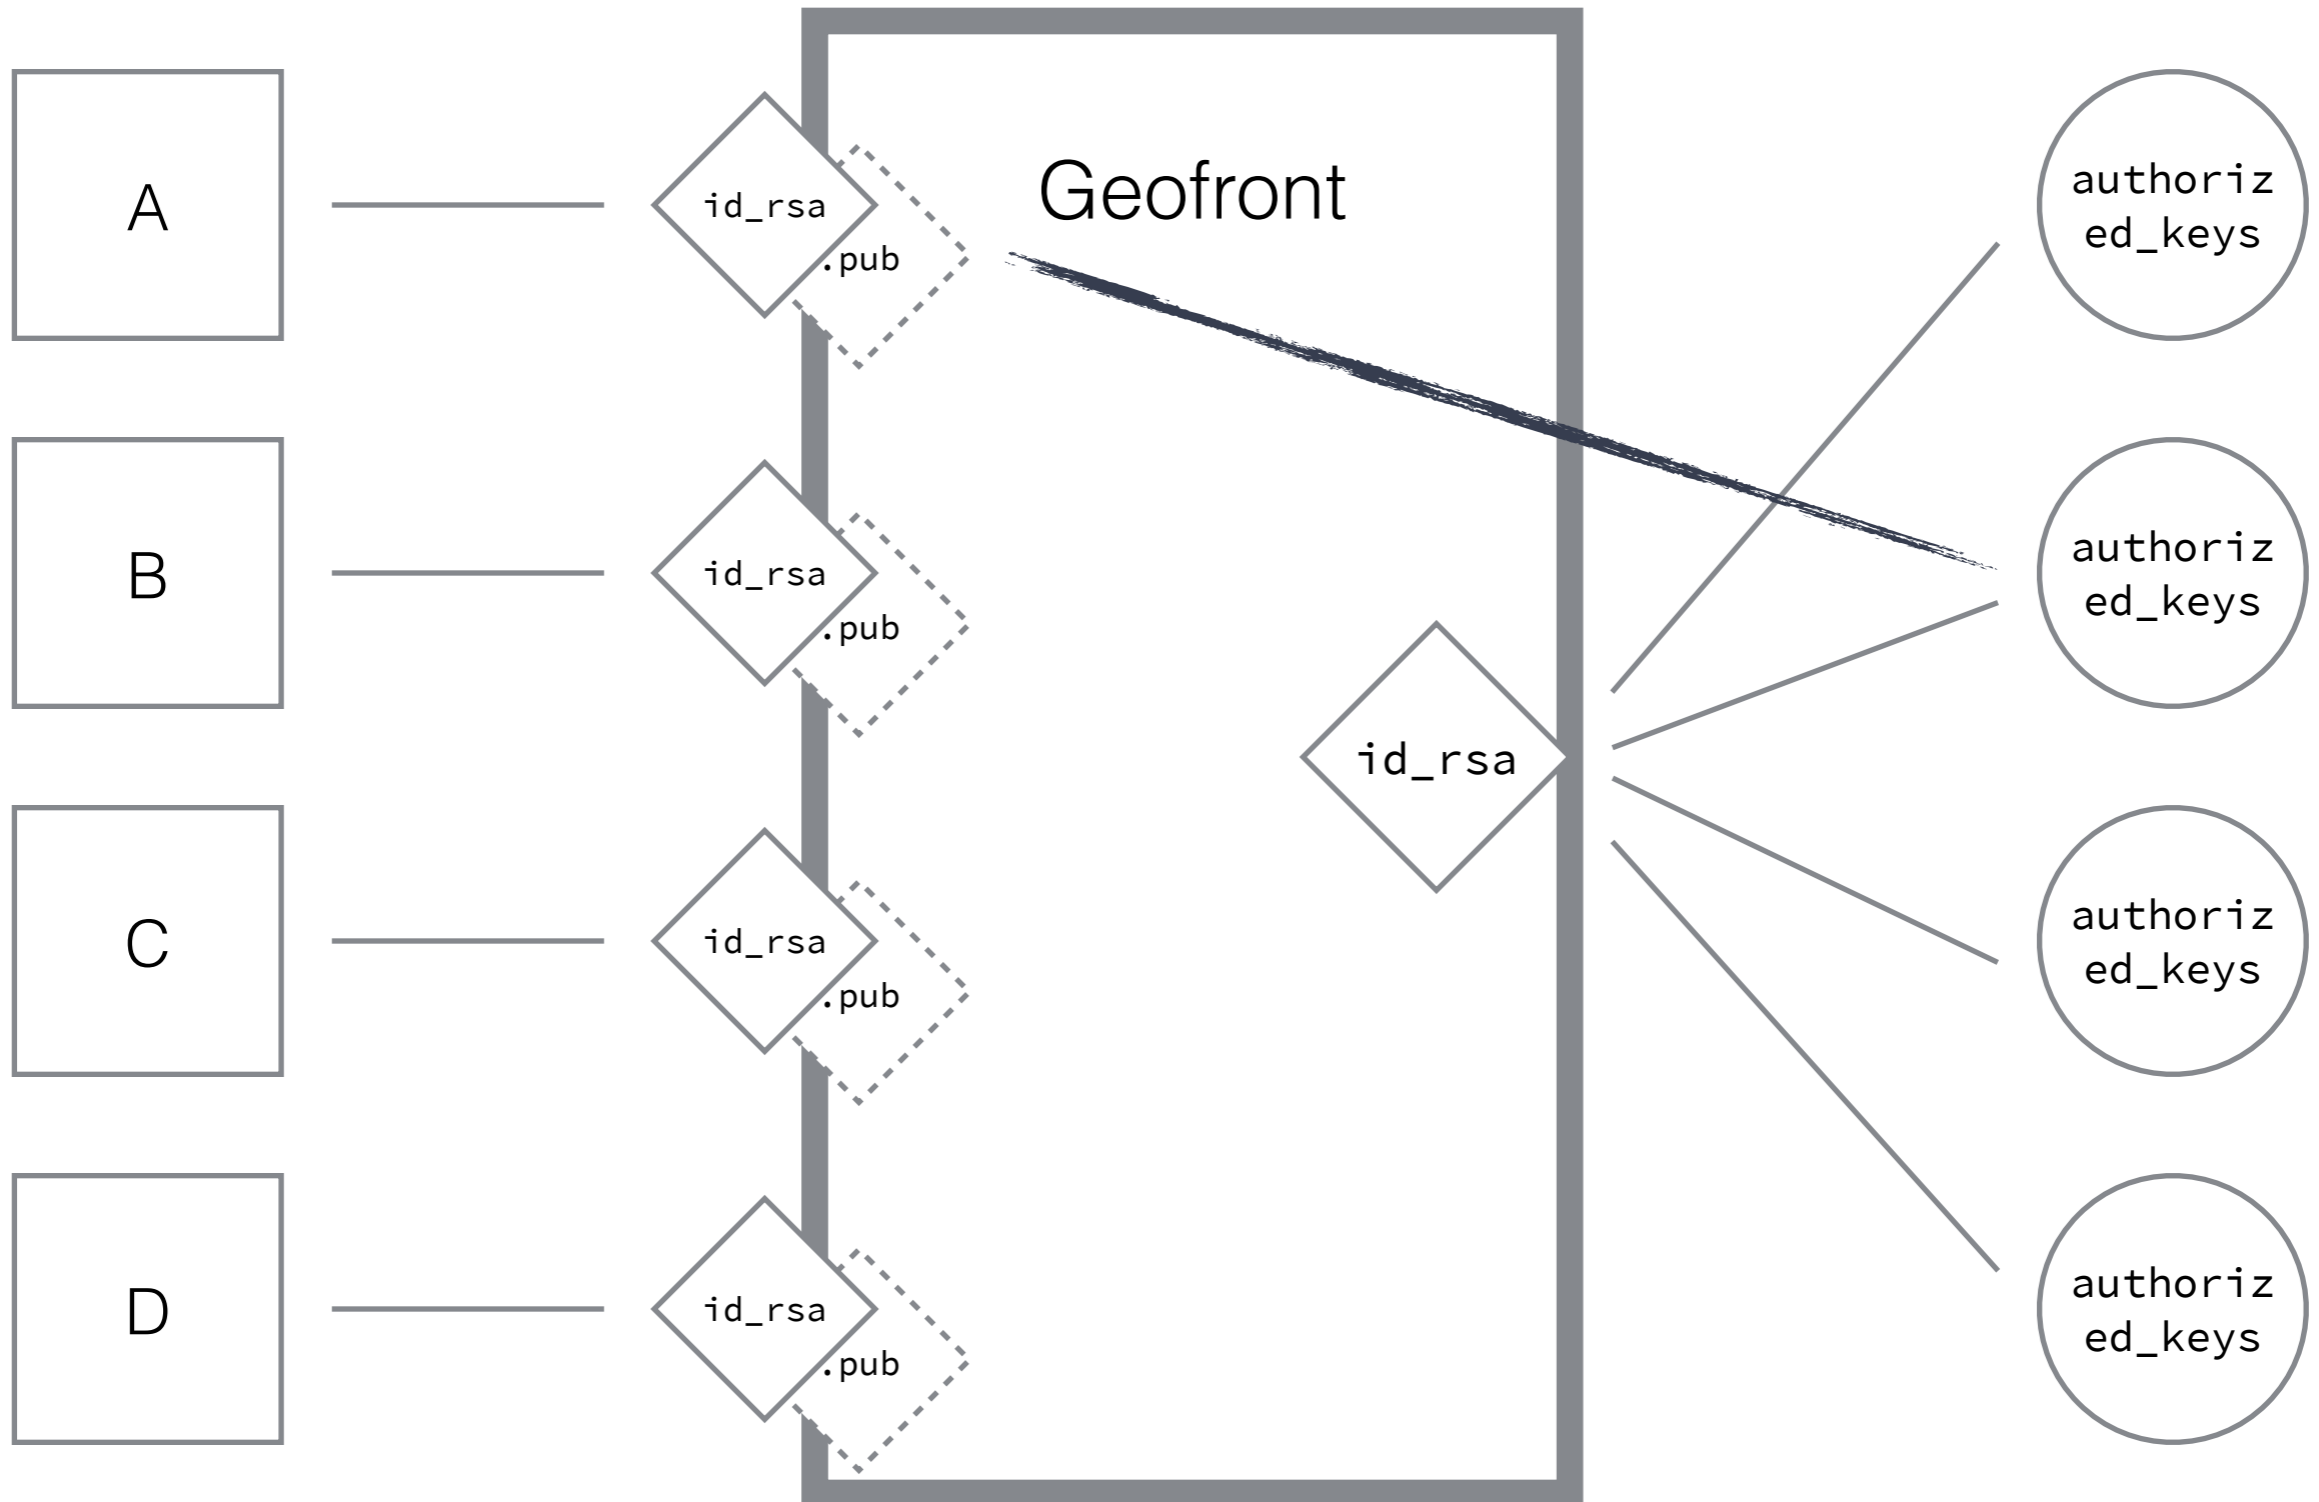 A
id_rsa
.pub
Geofront
authoriz
ed_keys
B
id_rsa
.pub
authoriz
ed_keys
id_rsa
C
id_rsa
.pub
authoriz
ed_keys
D
id_rsa
.pub
authoriz
ed_keys